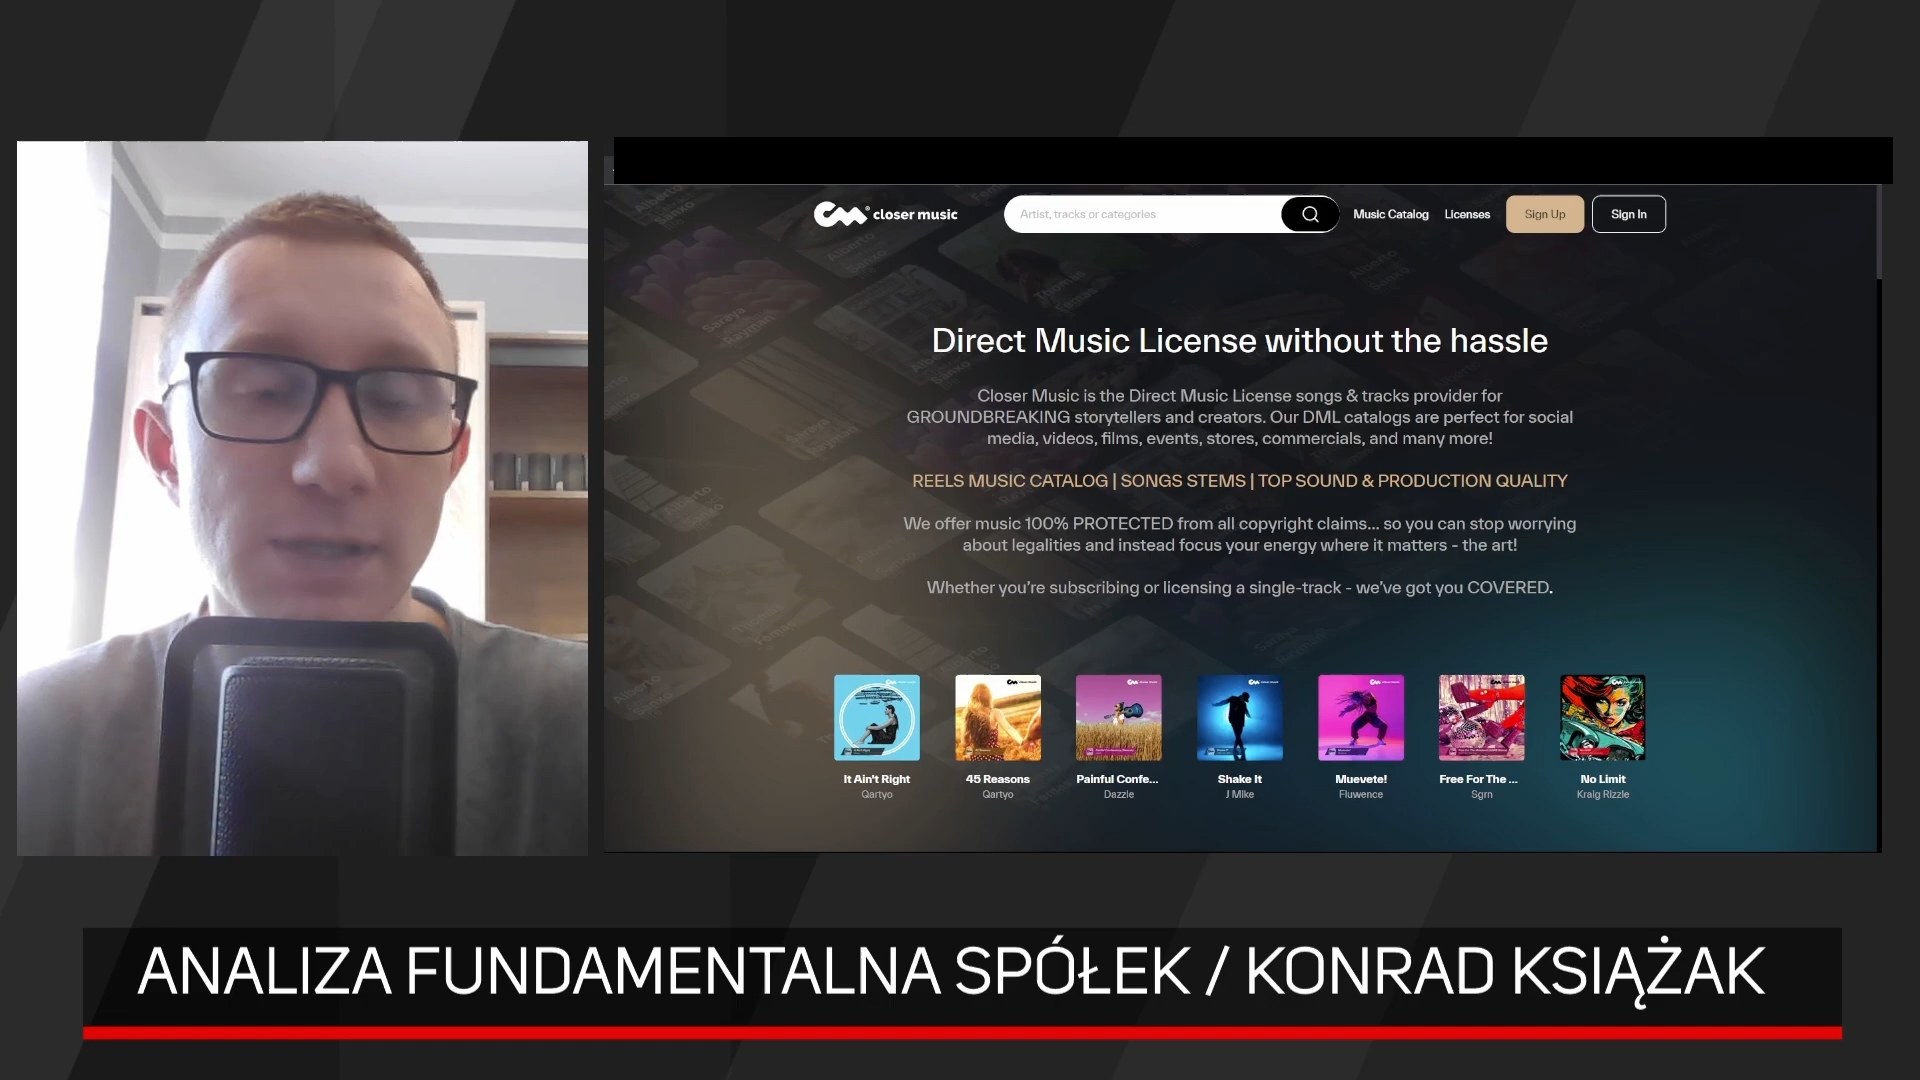 closer music
Artist, tracks or categories
Music Catalog
Licenses
Sign Up
Sign In
Direct Music License without the hassle
Closer Music is the Direct Music License songs & tracks provider for
GROUNDBREAKING storytellers and creators. Our DML catalogs are perfect for social
media, videos, films, events, stores, commercials, and many more!
REELS MUSIC CATALOG | SONGS STEMS | TOP SOUND & PRODUCTION QUALITY
We offer music 100% PROTECTED from all copyright claims... so you can stop worrying
about legalities and instead focus your energy where it matters - the art!
Whether you're subscribing or licensing a single-track - we've got you COVERED.
It Ain't Right
Qartyo
45 Reasons
Qartyo
Painful Confe...
Dazzle
Shake It
J Mike
Muevete!
Fluwence
Free For The ...
Sgrn
No Limit
Kraig Rizzle
ANALIZA FUNDAMENTALNA SPÓŁEK / KONRAD KSIĄŻAK